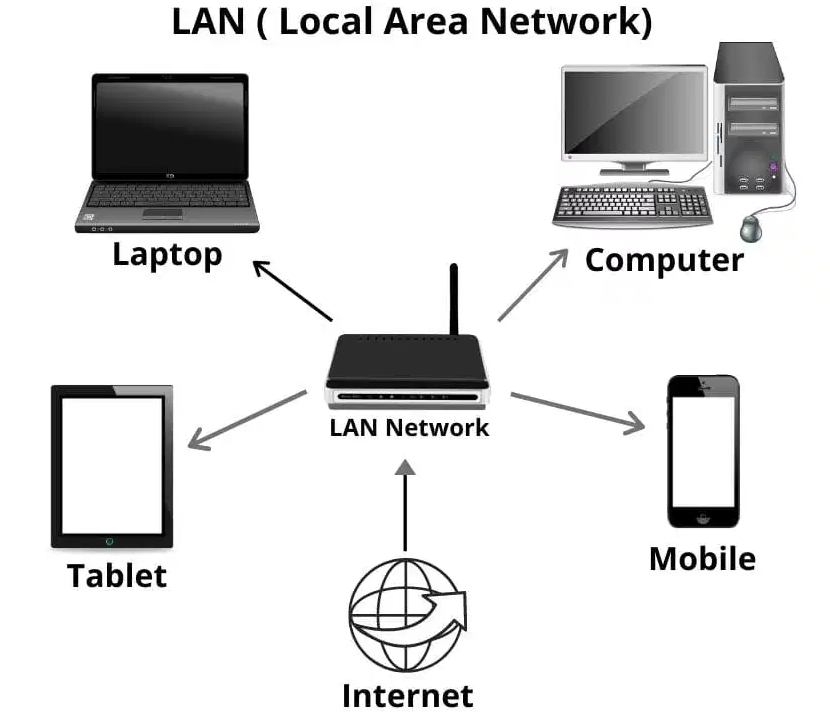 LAN ( Local Area Network)
Laptop
Computer
LAN Network
Tablet
Mobile
Internet